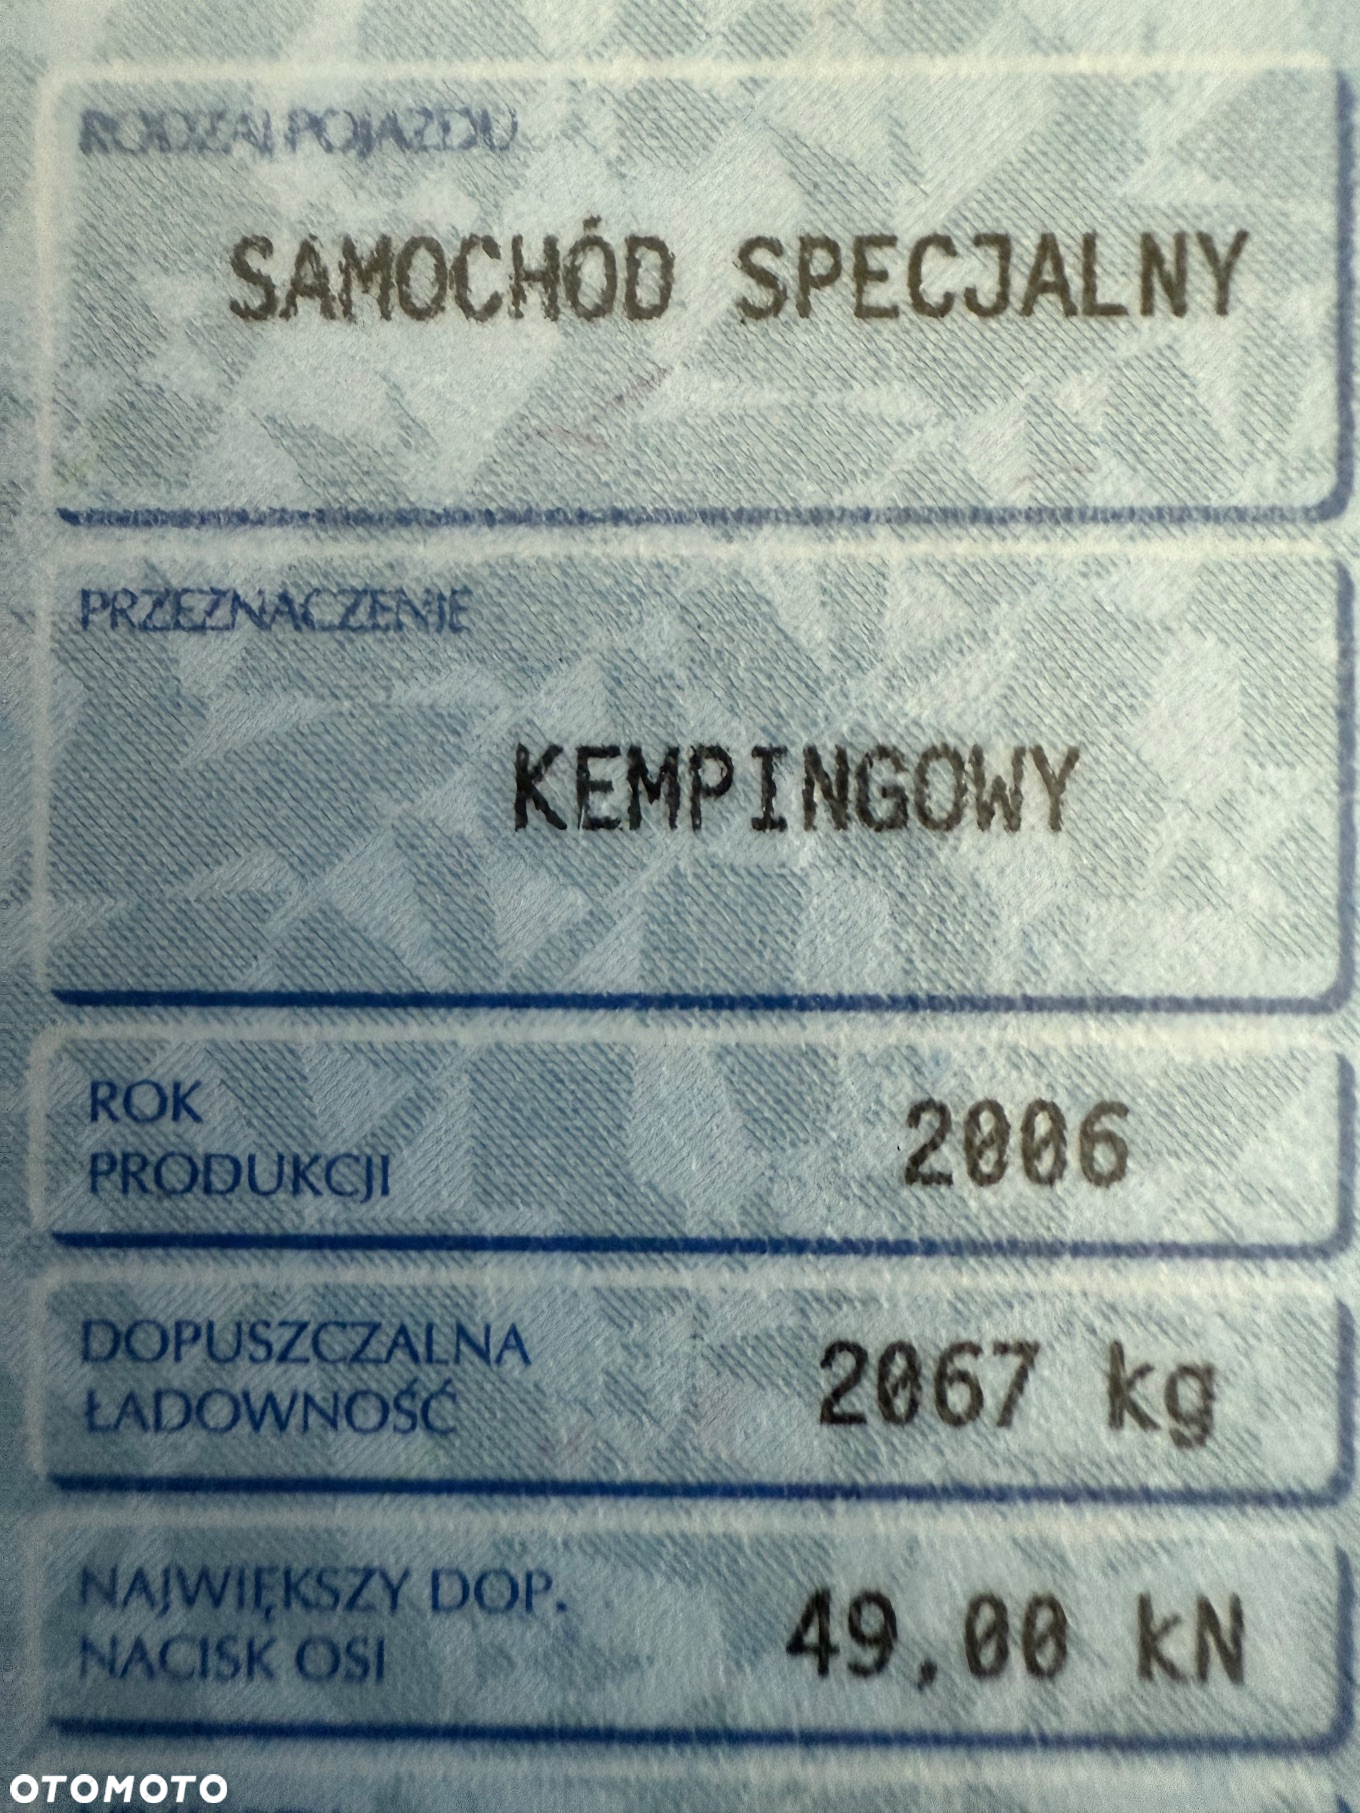 RODZAJ POJAZDU
SAMOCHÓD SPECJALNY
PRZEZNACZENIE
KEMPINGOWY
ROK
PRODUKCJI
2006
DOPUSZCZALNA
ŁADOWNOŚĆ
2067 kg
NAJWIĘKSZY DOP.
NACISK OSI
49,00 kN
OTOMOTO